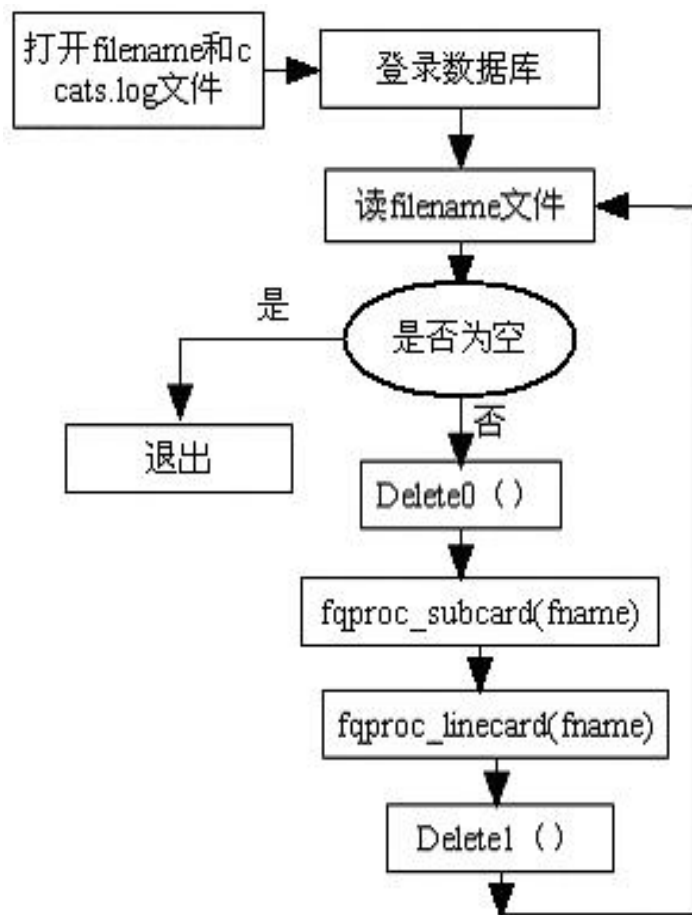 打开filename和c
cats.log文件
登录数据库
读filename文件
是
是否为空
退出
否
Delete0（）
fqproc_subcard(fname)
fqproc_linecard(fname)
Delete1（）